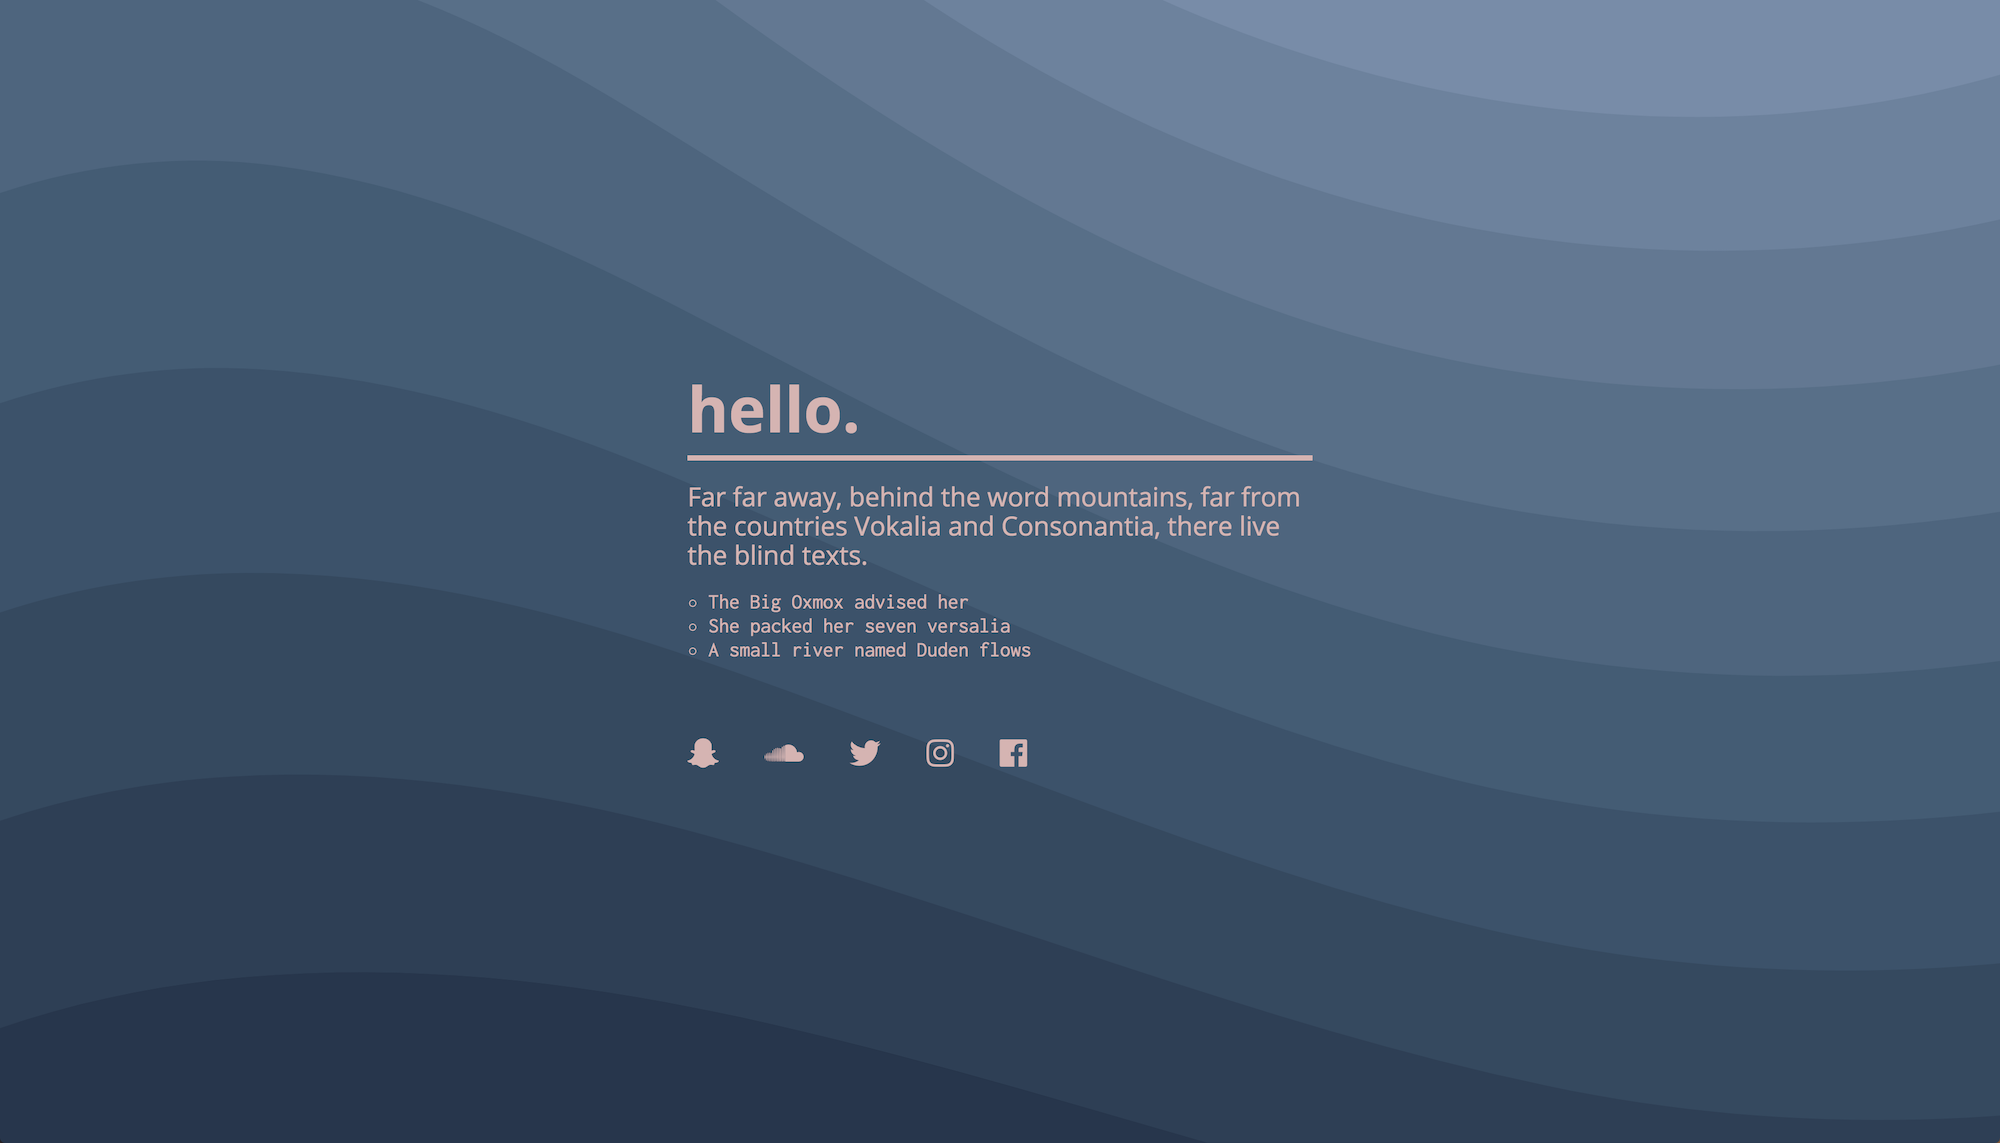 hello.
Far far away, behind the word mountains, far from
the countries Vokalia and Consonantia, there live
the blind texts.
The Big Oxmox advised her
She packed her seven versalia
A small river named Duden flows